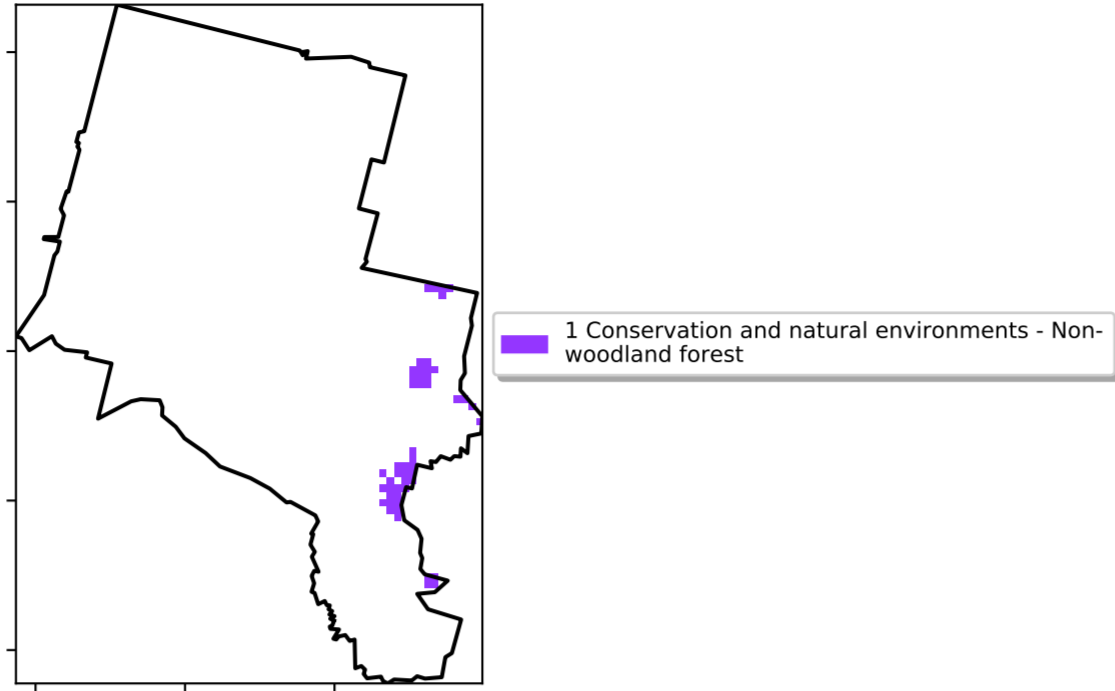 1 Conservation and natural environments - Non-
woodland forest